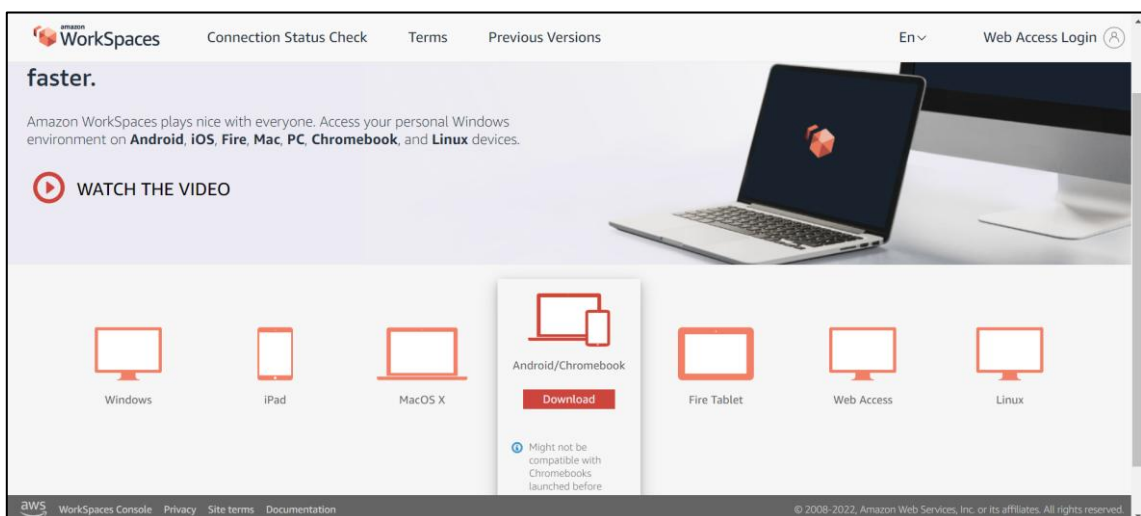 amazon
WorkSpaces
Connection Status Check
Terms
Previous Versions
En
Web Access Login
faster.
Amazon WorkSpaces plays nice with everyone. Access your personal Windows
environment on Android, iOS, Fire, Mac, PC, Chromebook, and Linux devices.
WATCH THE VIDEO
Windows
iPad
MacOS X
Android/Chromebook
Download
Might not be
compatible with
Chromebooks
launched before
Fire Tablet
Web Access
Linux
aws
WorkSpaces Console Privacy Site terms Documentation
© 2008-2022, Amazon Web Services, Inc. or its affiliates. All rights reserved.